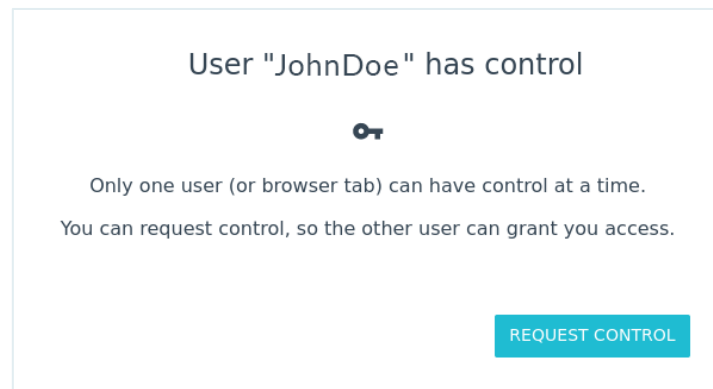 User "JohnDoe" has control
Only one user (or browser tab) can have control at a time.
You can request control, so the other user can grant you access.
REQUEST CONTROL